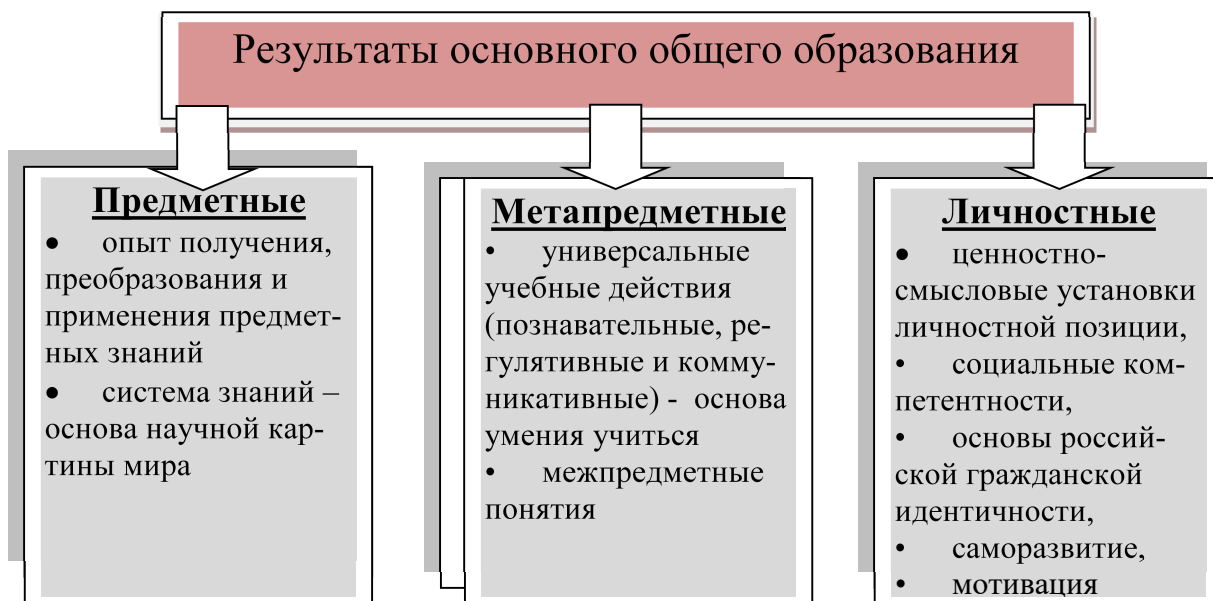 Результаты основного общего образования
Предметные
• опыт получения,
преобразования и
применения предмет-
ных знаний
• система знаний –
основа научной кар-
тины мира
Метапредметные
• универсальные
учебные действия
(познавательные, ре-
гулятивные и комму-
никативные) - основа
умения учиться
• межпредметные
понятия
Личностные
• ценностно-
смысловые установки
личностной позиции,
• социальные ком-
петентности,
• основы россий-
ской гражданской
идентичности,
• саморазвитие,
• мотивация